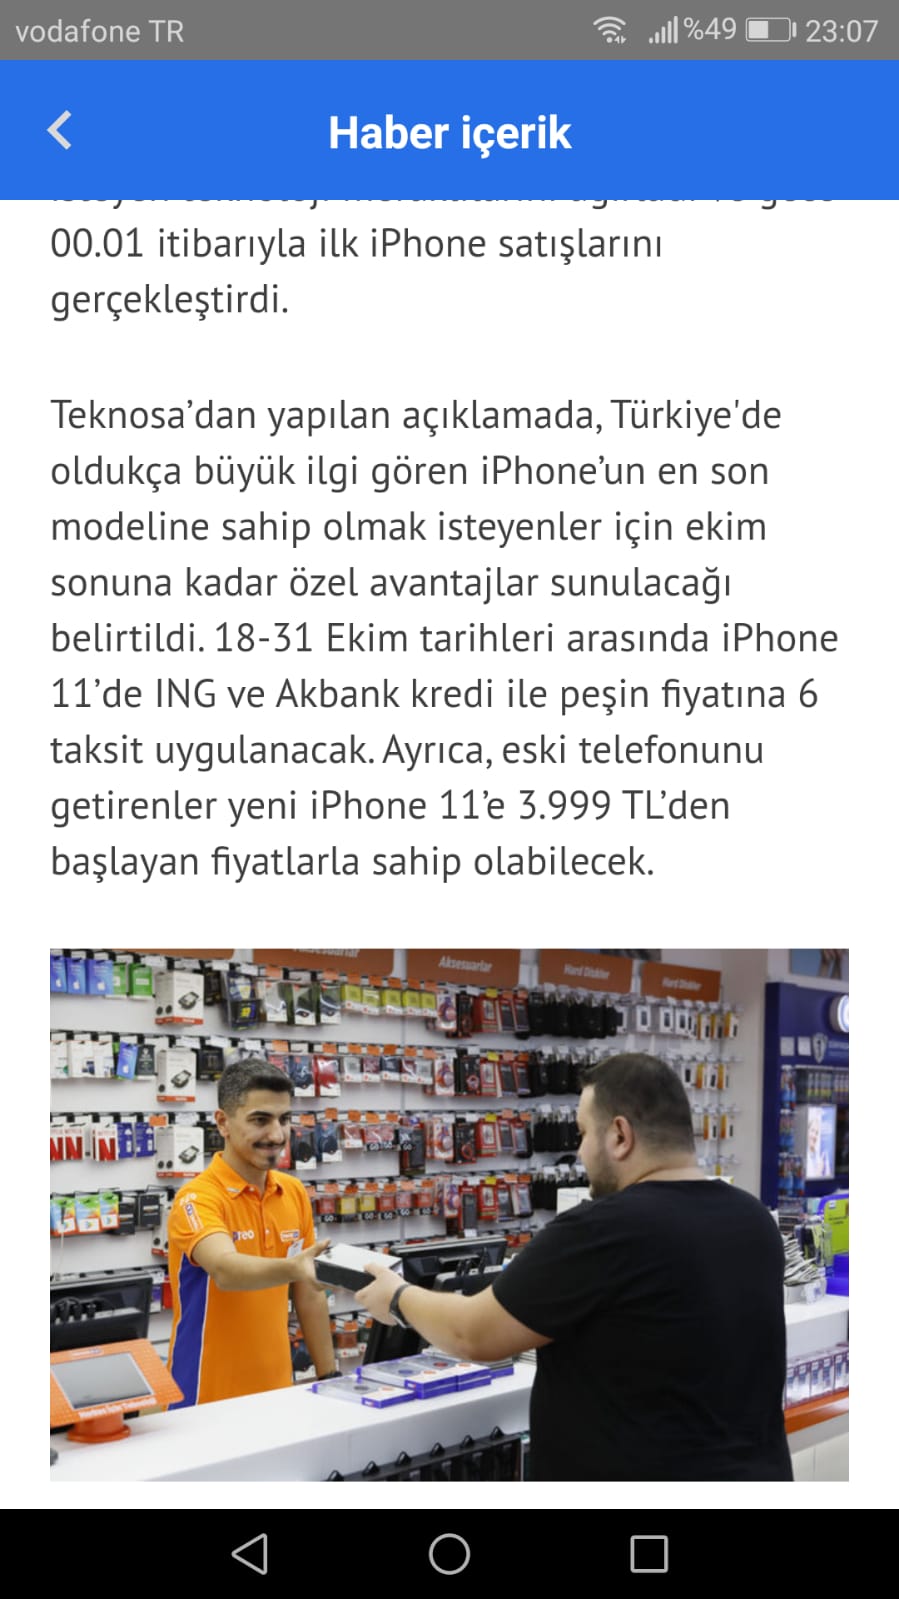 vodafone TR %49 23:07
Haber içerik
00.01 itibarıyla ilk iPhone satışlarını
gerçekleştirdi.
Teknosa’dan yapılan açıklamada, Türkiye'de
oldukça büyük ilgi gören iPhone’un en son
modeline sahip olmak isteyenler için ekim
sonuna kadar özel avantajlar sunulacağı
belirtildi. 18-31 Ekim tarihleri arasında iPhone
11’de ING ve Akbank kredi ile peşin fiyatına 6
taksit uygulanacak. Ayrıca, eski telefonunu
getirenler yeni iPhone 11’e 3.999 TL’den
başlayan fiyatlarla sahip olabilecek.
Aksesuarlar
Hard Diskler
Hard Diskler